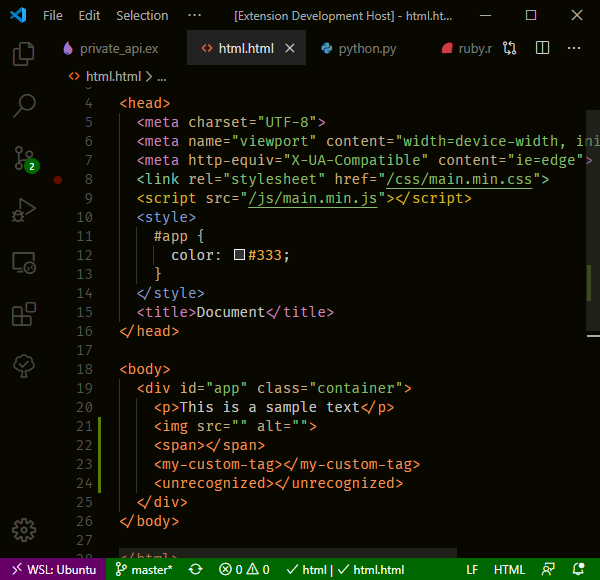 File Edit Selection ··· [Extension Development Host] - html.ht...
private_api.ex html.html python.py ruby.r ···
html.html > ...
4 <head>
5 <meta charset="UTF-8">
6 <meta name="viewport" content="width=device-width, ini
7 <meta http-equiv="X-UA-Compatible" content="ie=edge">
8 <link rel="stylesheet" href="/css/main.min.css">
9 <script src="/js/main.min.js"></script>
10 <style>
11 #app {
12 color: #333;
13 }
14 </style>
15 <title>Document</title>
16 </head>
17
18 <body>
19 <div id="app" class="container">
20 <p>This is a sample text</p>
21 <img src="" alt="">
22 <span></span>
2
23 <my-custom-tag></my-custom-tag>
24 <unrecognized></unrecognized>
25 </div>
26 </body>
27
28 </html>
WSL: Ubuntu master* 0 0 html | html.html LF HTML